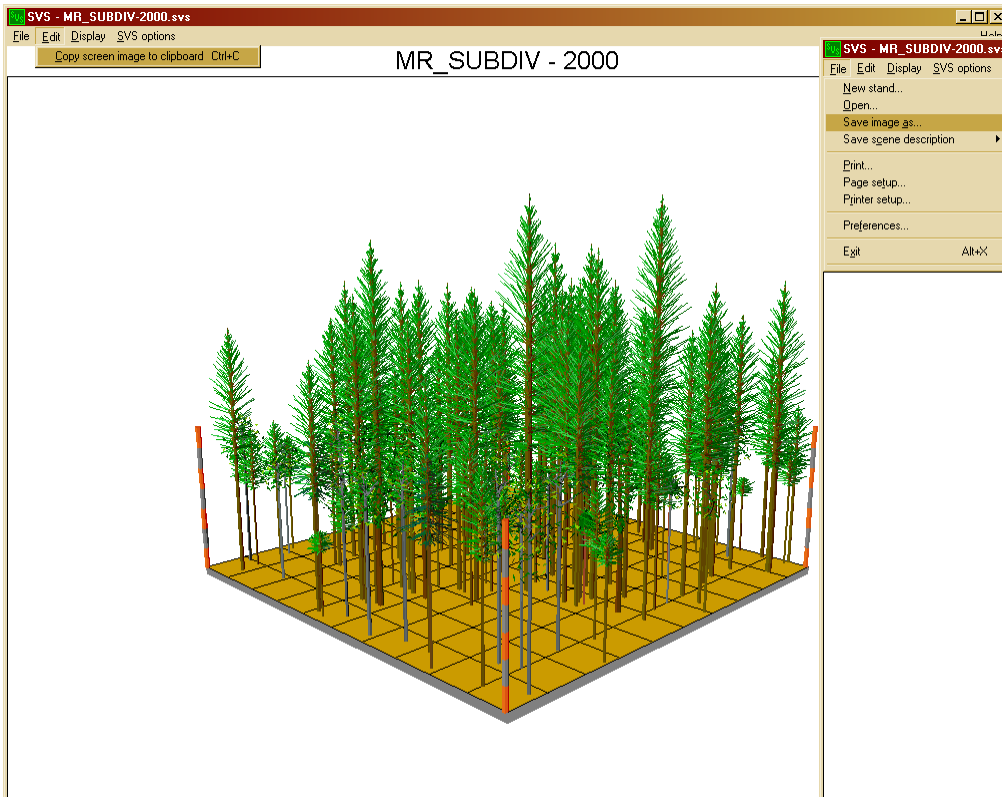 SVS - MR_SUBDIV-2000.svs
File Edit Display SVS options
Copy screen image to clipboard Ctrl+C
MR_SUBDIV - 2000
SVS - MR_SUBDIV-2000.sv
File Edit Display SVS options
New stand...
Open...
Save image as...
Save scene description
Print...
Page setup...
Printer setup...
Preferences...
Exit Alt+X